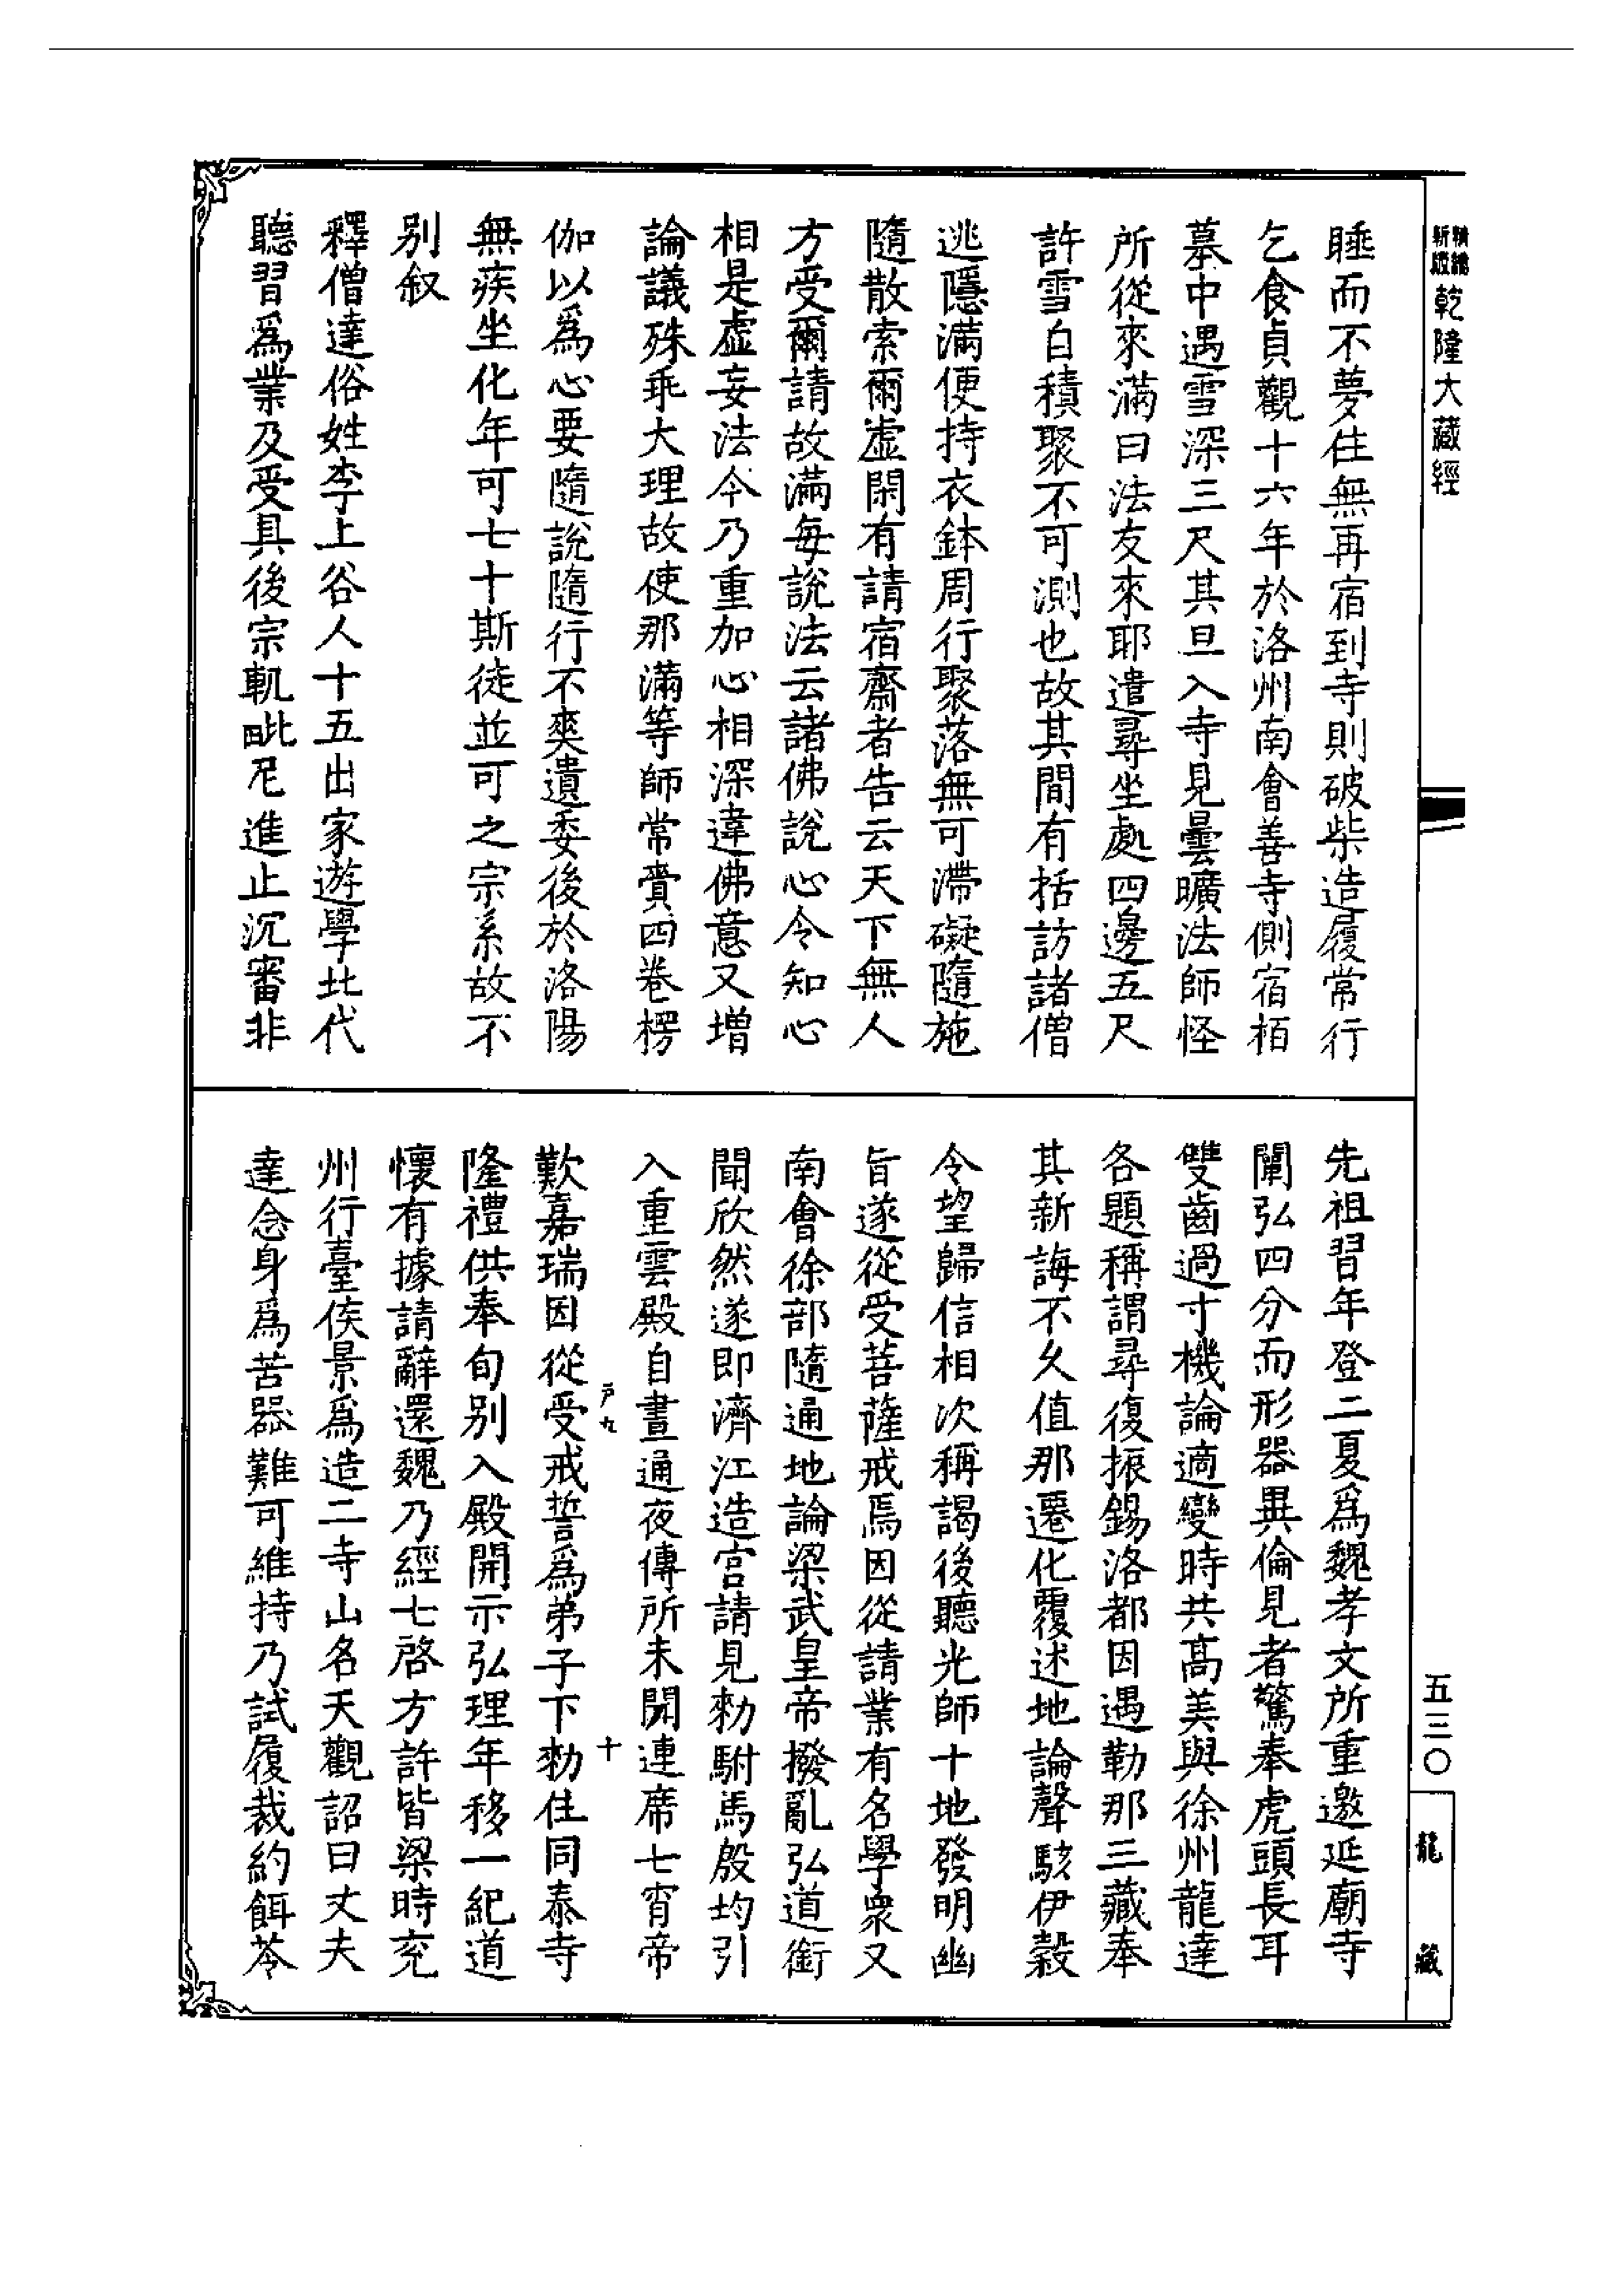 精緻
新版
乾隆大藏經
睡而不夢住無再宿到寺則破柴造履常行
乞食貞觀十六年於洛州南會善寺側宿栢
墓中遇雪深三尺其旦入寺見曇曠法師怪
所從來滿曰法友來耶遣尋坐處四邊五尺
許雪自積聚不可測也故其間有括訪諸僧
逃隱滿便持衣鉢周行聚落無可滯礙隨施
隨散索爾虛閑有請宿齋者告云天下無人
方受爾請故滿每說法云諸佛說心令知心
相是虛妄法今乃重加心相深違佛意又增
論議殊乖大理故使那滿等師常賫四卷楞
伽以爲心要隨說隨行不爽遺委後於洛陽
無疾坐化年可七十斯徒並可之宗系故不
別叙
釋僧達俗姓李上谷人十五出家遊學北代
聽習爲業及受具後宗軌毗尼進止沉審非
先祖習年登二夏爲魏孝文所重邀延廟寺
闡弘四分而形器異倫見者驚奉虎頭長耳
雙齒過寸機論適變時共高美與徐州龍達
各題稱謂尋復振錫洛都因遇勒那三藏奉
其新誨不久值那遷化覆述地論聲駭伊穀
令望歸信相次稱謁後聽光師十地發明幽
旨遂從受菩薩戒焉因從請業有名學衆又
南會徐部隨通地論梁武皇帝撥亂弘道銜
聞欣然遂即濟江造宮請見勑駙馬殷均引
入重雲殿自晝通夜傳所未聞連席七宵帝
歎嘉瑞因從受戒誓爲弟子下勑住同泰寺
戸九
十
隆禮供奉旬別入殿開示弘理年移一紀道
懷有據請辭還魏乃經七啓方許皆梁時兖
州行臺侯景爲造二寺山名天觀詔曰丈夫
達念身爲苦器難可維持乃試履裁約餌苓
五三〇
龍藏